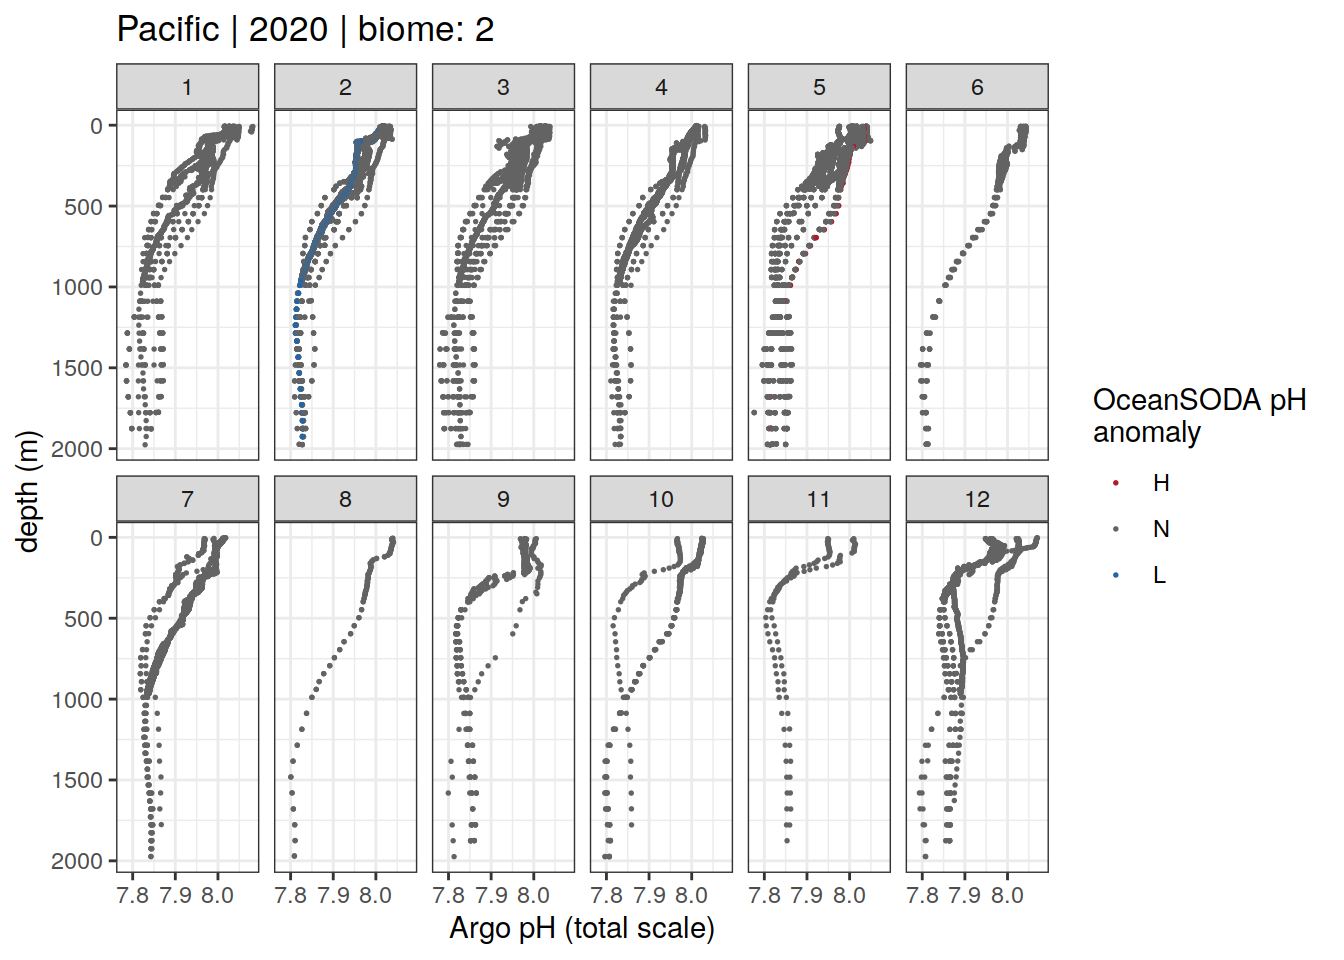 Pacific | 2020 | biome: 2
1 2 3 4 5 6
0
500
1000
1500
2000
7 8 9 10 11 12
0
500
1000
1500
2000
7.8 7.9 8.0 7.8 7.9 8.0 7.8 7.9 8.0 7.8 7.9 8.0 7.8 7.9 8.0 7.8 7.9 8.0
depth (m)
Argo pH (total scale)
OceanSODA pH
anomaly
H
N
L